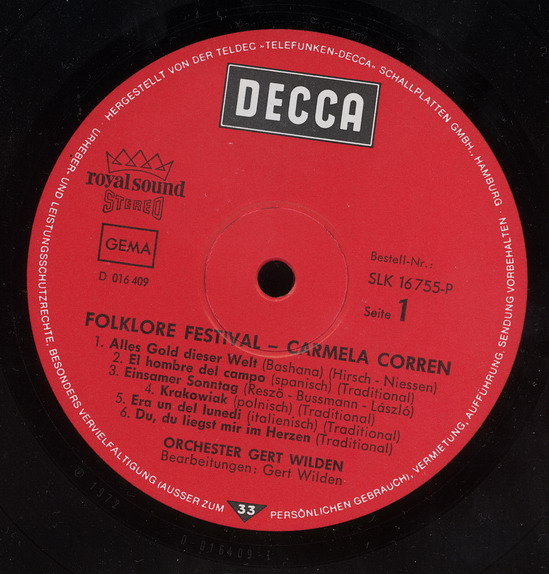 HERGESTELLT VON DER TELDEC »TELEFUNKEN-DECCA« SCHALLPLATTEN GMBH., HAMBURG · SENDUNG VORBEHALTEN
DECCA
royal sound
STEREO
GEMA
D 016 409
Bestell-Nr.:
SLK 16 755-P
Seite 1
FOLKLORE FESTIVAL – CARMELA CORREN
1. Alles Gold dieser Welt (Bashana) (Hirsch - Niessen)
2. El hombre del campo (spanisch) (Traditional)
3. Einsamer Sonntag (Resző - Bussmann - László)
4. Krakowiak (polnisch) (Traditional)
5. Era un del lunedi (italienisch) (Traditional)
6. Du, du liegst mir im Herzen (Traditional)
ORCHESTER GERT WILDEN
Bearbeitungen: Gert Wilden
URHEBER- UND LEISTUNGSSCHUTZRECHTE, BESONDERS VERVIELFÄLTIGUNG (AUSSER ZUM
33
PERSÖNLICHEN GEBRAUCH), VERMIETUNG, AUFFÜHRUNG,